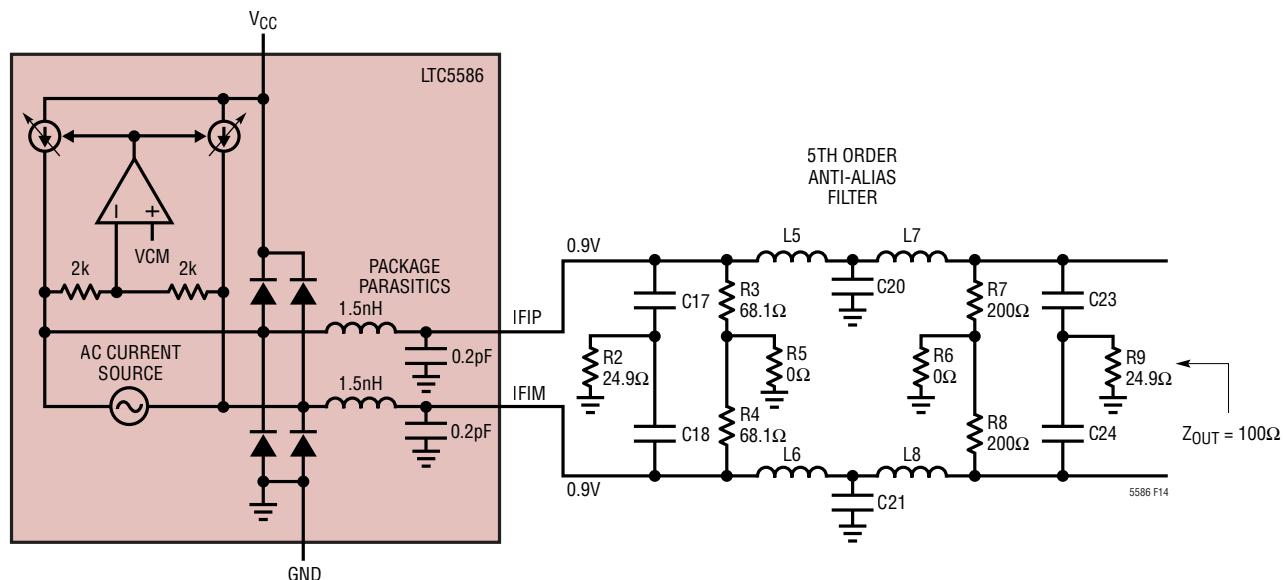 VCC
LTC5586
VCM
2k
2k
PACKAGE
PARASITICS
1.5nH
0.2pF
AC CURRENT
SOURCE
1.5nH
0.2pF
GND
IFIP
IFIM
0.9V
0.9V
5TH ORDER
ANTI-ALIAS
FILTER
L5
L7
C17
R3
68.1Ω
C20
R7
200Ω
C23
R2
24.9Ω
R5
0Ω
R6
0Ω
R9
24.9Ω
C18
R4
68.1Ω
R8
200Ω
C24
L6
L8
C21
ZOUT = 100Ω
5586 F14